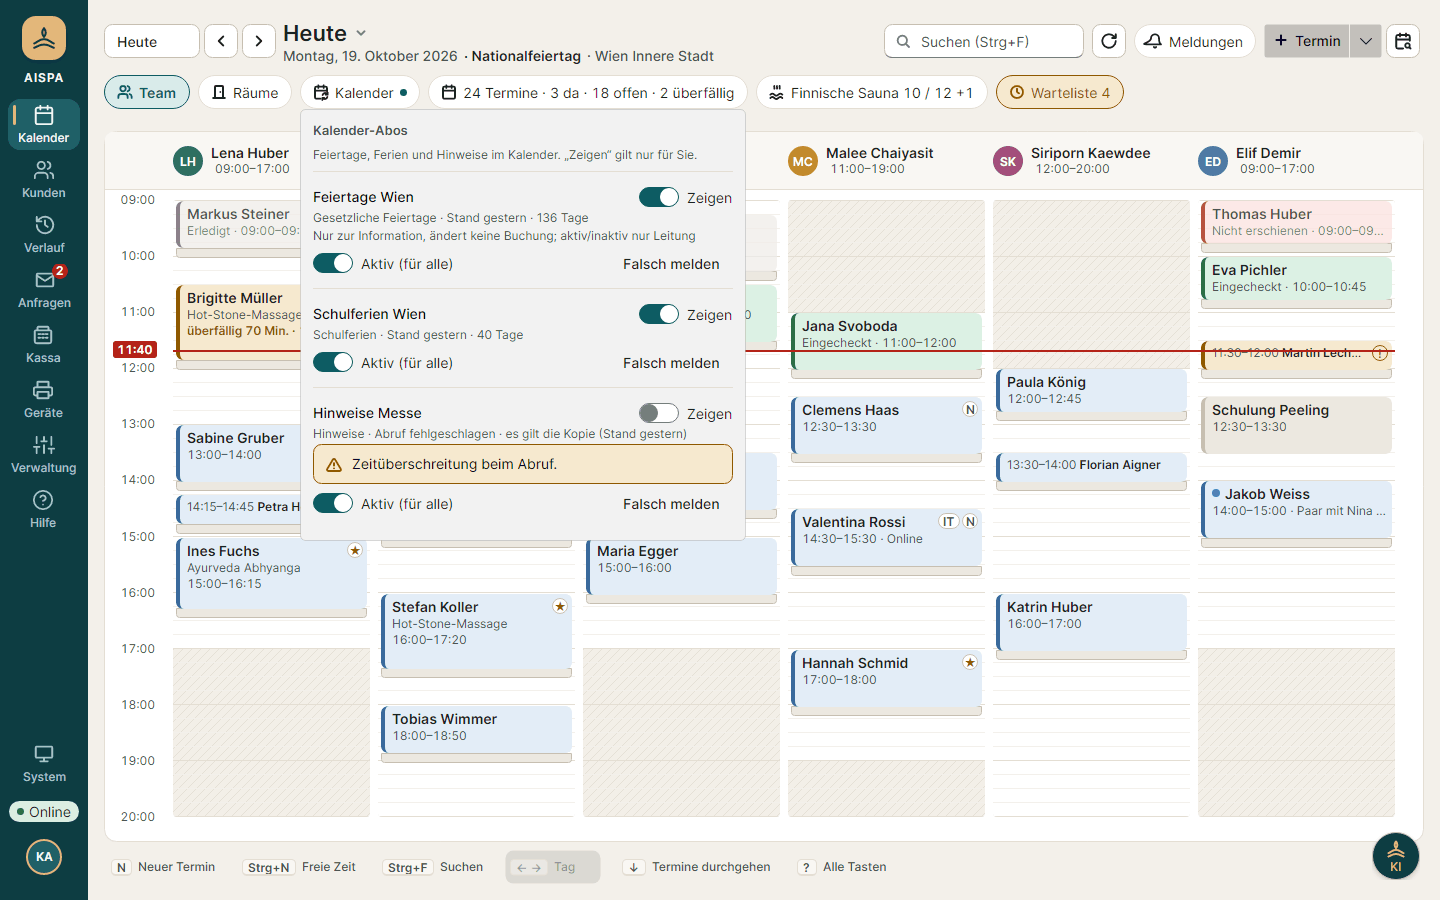 AISPA
Kalender
Kunden
Verlauf
2
Anfragen
Kassa
Geräte
Verwaltung
Hilfe
System
Online
KA
Heute
Heute
Montag, 19. Oktober 2026 · Nationalfeiertag · Wien Innere Stadt
Suchen (Strg+F)
Meldungen
Termin
Team
Räume
Kalender
24 Termine · 3 da · 18 offen · 2 überfällig
Finnische Sauna 10 / 12 +1
Warteliste 4
Kalender-Abos
Feiertage, Ferien und Hinweise im Kalender. „Zeigen“ gilt nur für Sie.
Feiertage Wien
Zeigen
Gesetzliche Feiertage · Stand gestern · 136 Tage
Nur zur Information, ändert keine Buchung; aktiv/inaktiv nur Leitung
Aktiv (für alle)
Falsch melden
Schulferien Wien
Zeigen
Schulferien · Stand gestern · 40 Tage
Aktiv (für alle)
Falsch melden
Hinweise Messe
Zeigen
Hinweise · Abruf fehlgeschlagen · es gilt die Kopie (Stand gestern)
Zeitüberschreitung beim Abruf.
Aktiv (für alle)
Falsch melden
09:00
10:00
11:00
11:40
12:00
13:00
14:00
15:00
16:00
17:00
18:00
19:00
20:00
LH
Lena Huber
09:00–17:00
Markus Steiner
Erledigt · 09:00–09:
Brigitte Müller
Hot-Stone-Massage
überfällig 70 Min. ·
Sabine Gruber
13:00–14:00
14:15–14:45 Petra H
Ines Fuchs
Ayurveda Abhyanga
15:00–16:15
Stefan Koller
Hot-Stone-Massage
16:00–17:20
Tobias Wimmer
18:00–18:50
0
Maria Egger
15:00–16:00
MC
Malee Chaiyasit
11:00–19:00
Jana Svoboda
Eingecheckt · 11:00–12:00
Clemens Haas
N
12:30–13:30
Valentina Rossi
IT
N
14:30–15:30 · Online
Hannah Schmid
17:00–18:00
SK
Siriporn Kaewdee
12:00–20:00
Paula König
12:00–12:45
13:30–14:00 Florian Aigner
Katrin Huber
16:00–17:00
ED
Elif Demir
09:00–17:00
Thomas Huber
Nicht erschienen · 09:00–09...
Eva Pichler
Eingecheckt · 10:00–10:45
11:30–12:00 Martin Lech...
Schulung Peeling
12:30–13:30
Jakob Weiss
14:00–15:00 · Paar mit Nina ...
N Neuer Termin
Strg+N Freie Zeit
Strg+F Suchen
← → Tag
↓ Termine durchgehen
? Alle Tasten
KI